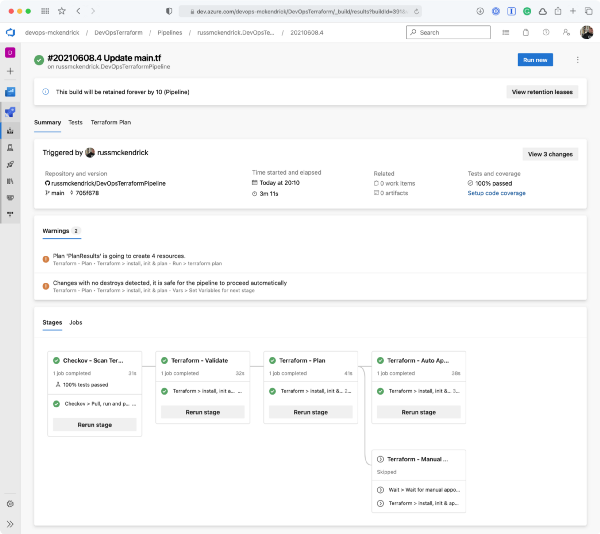 dev.azure.com/devops-mckendrick/DevOpsTerraform/_build/results?buildId=391&
devops-mckendrick / DevOpsTerraform / Pipelines / russmckendrick.DevOpsTe... / 20210608.4
Search
#20210608.4 Update main.tf
on russmckendrick.DevOpsTerraformPipeline
Run new
This build will be retained forever by 10 (Pipeline)
View retention leases
Summary Tests Terraform Plan
Triggered by russmckendrick
View 3 changes
Repository and version
russmckendrick/DevOpsTerraformPipeline
main 705f678
Time started and elapsed
Today at 20:10
3m 11s
Related
0 work items
0 artifacts
Tests and coverage
100% passed
Setup code coverage
Warnings 2
Plan 'PlanResults' is going to create 4 resources.
Terraform - Plan • Terraform > install, init & plan • Run > terraform plan
Changes with no destroys detected, it is safe for the pipeline to proceed automatically
Terraform - Plan • Terraform > install, init & plan • Vars > Set Variables for next stage
Stages Jobs
Checkov - Scan Ter...
1 job completed 31s
100% tests passed
Checkov > Pull, run and p...
Rerun stage
Terraform - Validate
1 job completed 32s
Terraform > install, init a...
Rerun stage
Terraform - Plan
1 job completed 41s
Terraform > install, init &...
Rerun stage
Terraform - Auto Ap...
1 job completed 38s
Terraform > install, init &...
Rerun stage
Terraform - Manual ...
Skipped
Wait > Wait for manual appo...
Terraform > install, init & ap...